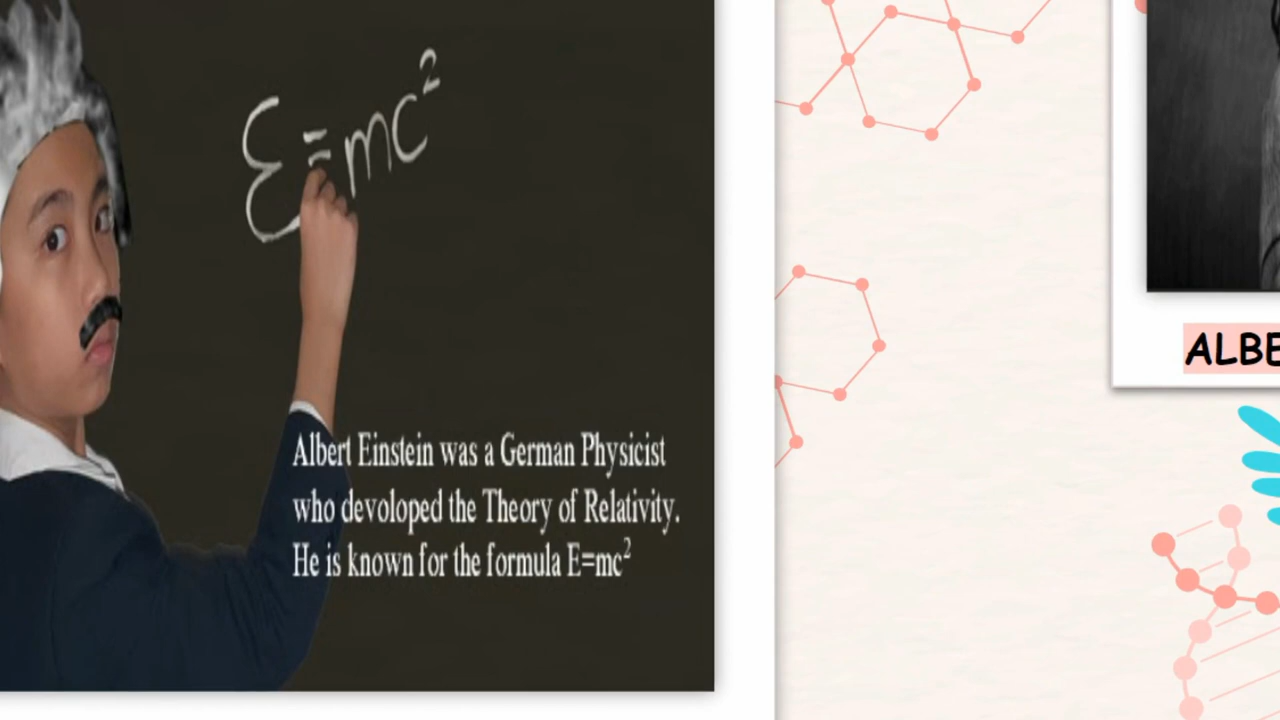 E=mc²
Albert Einstein was a German Physicist
who devoloped the Theory of Relativity.
He is known for the formula E=mc²
ALBE